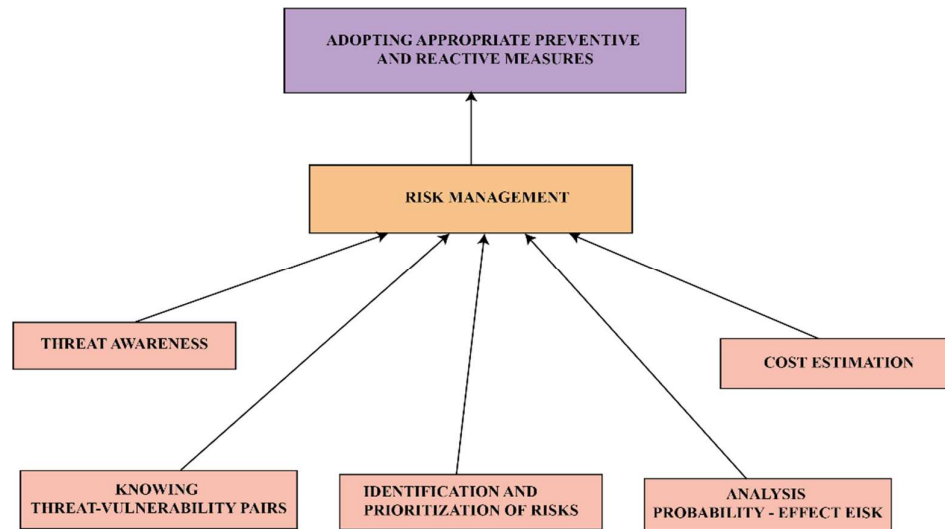 ADOPTING APPROPRIATE PREVENTIVE
AND REACTIVE MEASURES
RISK MANAGEMENT
THREAT AWARENESS
COST ESTIMATION
KNOWING
THREAT-VULNERABILITY PAIRS
IDENTIFICATION AND
PRIORITIZATION OF RISKS
ANALYSIS
PROBABILITY - EFFECT EISK